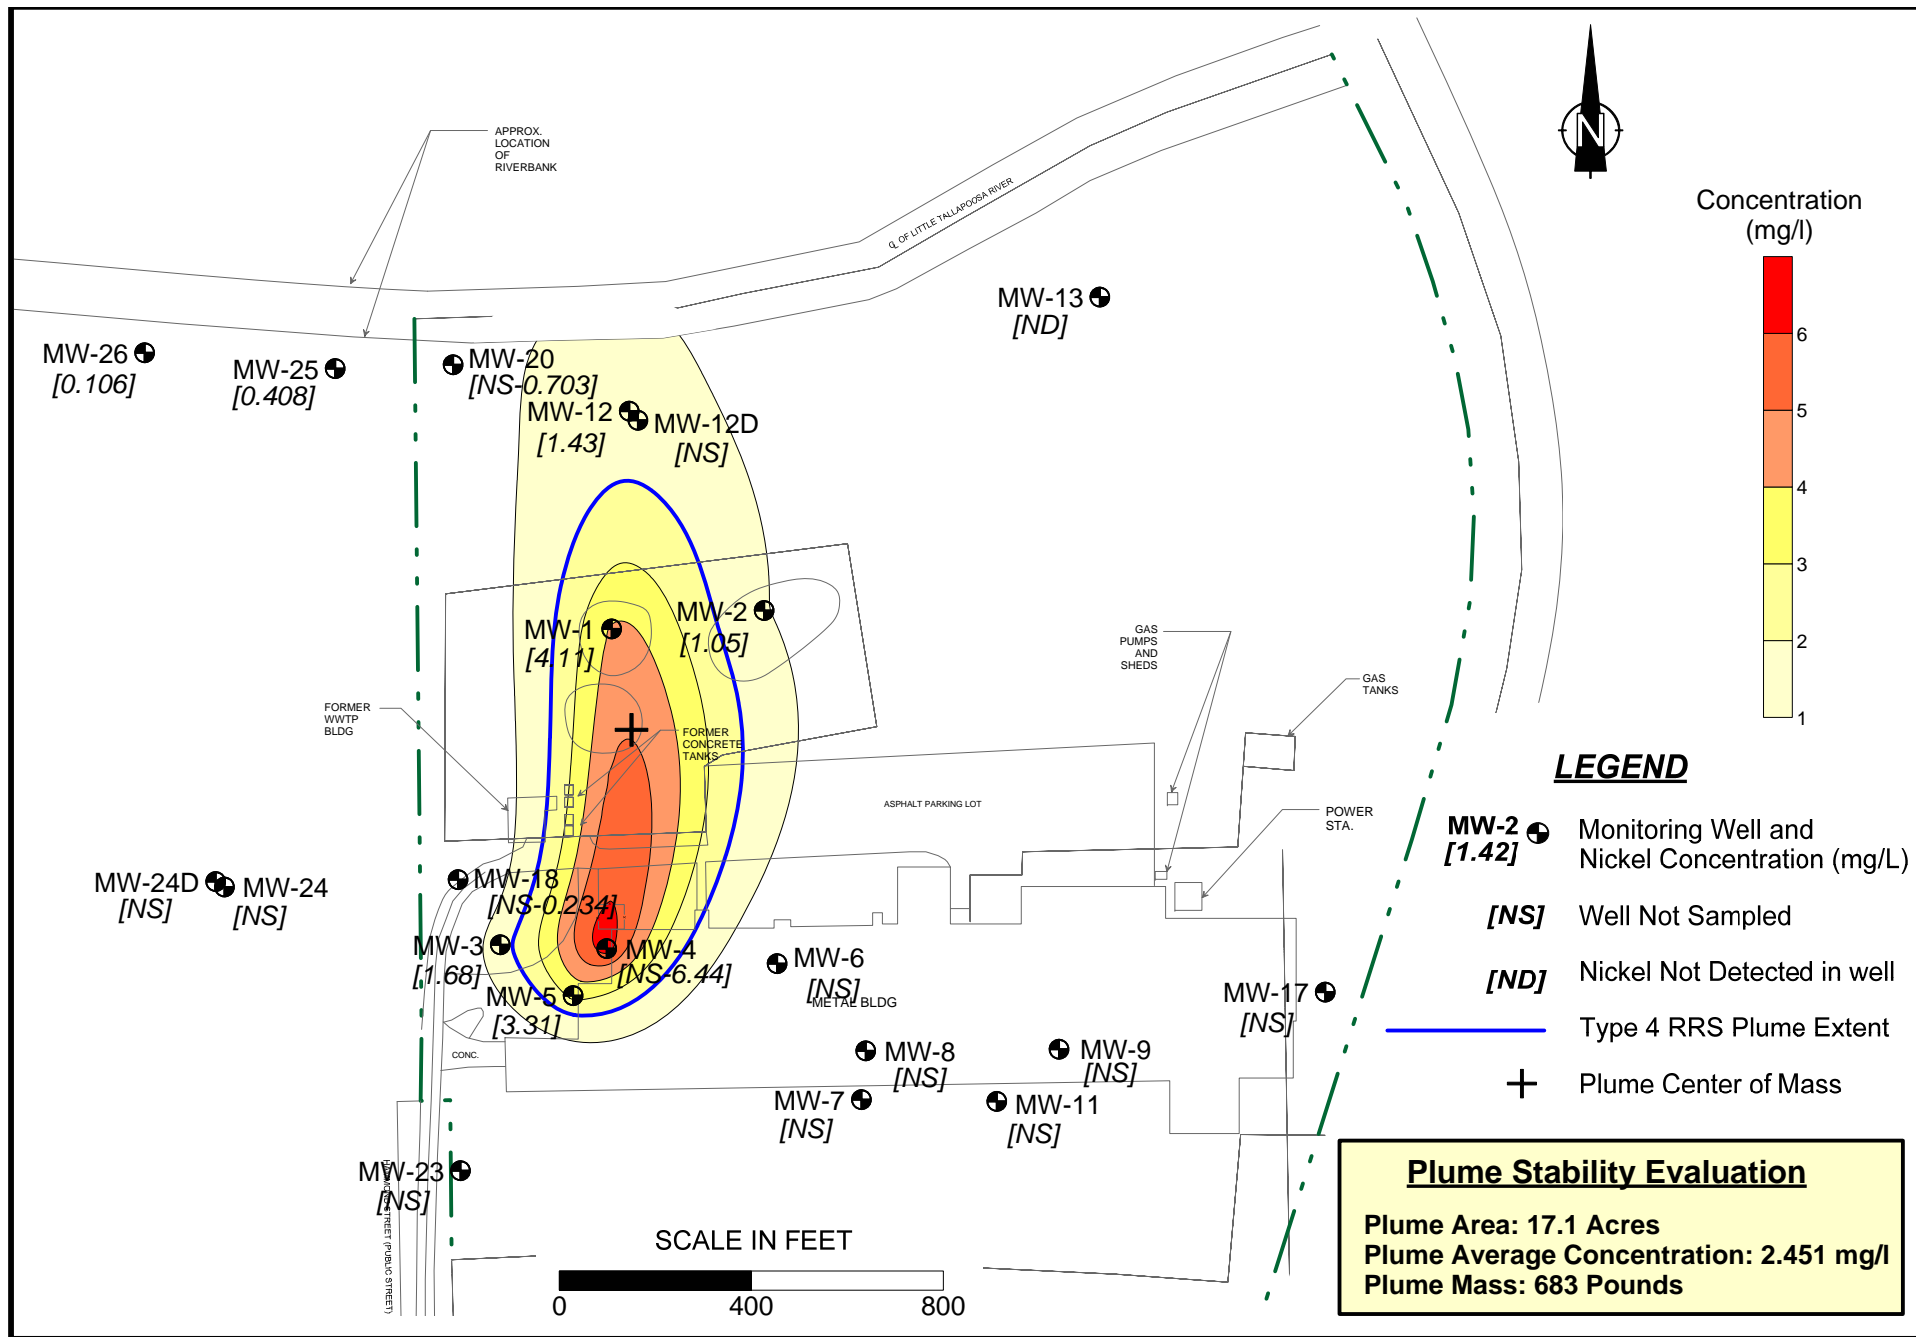 APPROX.
LOCATION
OF
RIVERBANK
℄ OF LITTLE TALLAPOOSA RIVER
N
Concentration
(mg/l)
6
5
4
3
2
1
MW-13
[ND]
MW-26
[0.106]
MW-25
[0.408]
MW-20
[NS-0.703]
MW-12
[1.43]
MW-12D
[NS]
MW-1
[4.11]
MW-2
[1.05]
GAS
PUMPS
AND
SHEDS
GAS
TANKS
FORMER
WWTP
BLDG
FORMER
CONCRETE
TANKS
ASPHALT PARKING LOT
POWER
STA.
MW-24D
[NS]
MW-24
[NS]
MW-18
[NS-0.234]
MW-3
[1.68]
MW-4
[NS-6.44]
MW-5
[3.31]
MW-6
[NS]
METAL BLDG
MW-17
[NS]
CONC.
MW-8
[NS]
MW-9
[NS]
MW-7
[NS]
MW-11
[NS]
MW-23
[NS]
HAMMOND STREET (PUBLIC STREET)
SCALE IN FEET
0
400
800
LEGEND
MW-2
[1.42]
Monitoring Well and
Nickel Concentration (mg/L)
[NS]
Well Not Sampled
[ND]
Nickel Not Detected in well
Type 4 RRS Plume Extent
Plume Center of Mass
Plume Stability Evaluation
Plume Area: 17.1 Acres
Plume Average Concentration: 2.451 mg/l
Plume Mass: 683 Pounds